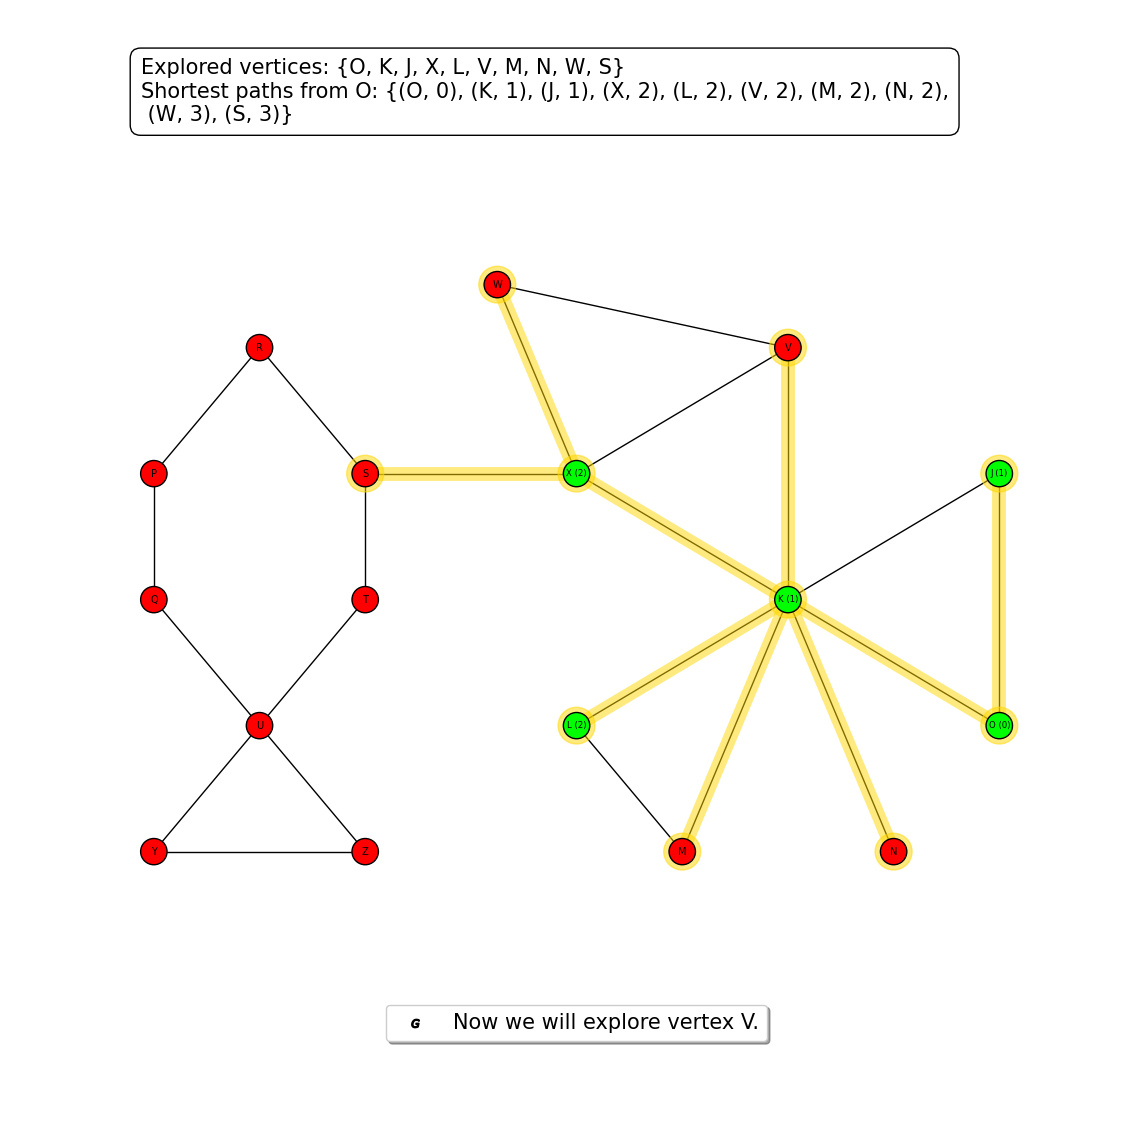 Explored vertices: {O, K, J, X, L, V, M, N, W, S}
Shortest paths from O: {(O, 0), (K, 1), (J, 1), (X, 2), (L, 2), (V, 2), (M, 2), (N, 2),
(W, 3), (S, 3)}
W
R
V
P
S
X (2)
J (1)
Q
T
K (1)
U
L (2)
O (0)
Y
Z
M
N
G Now we will explore vertex V.